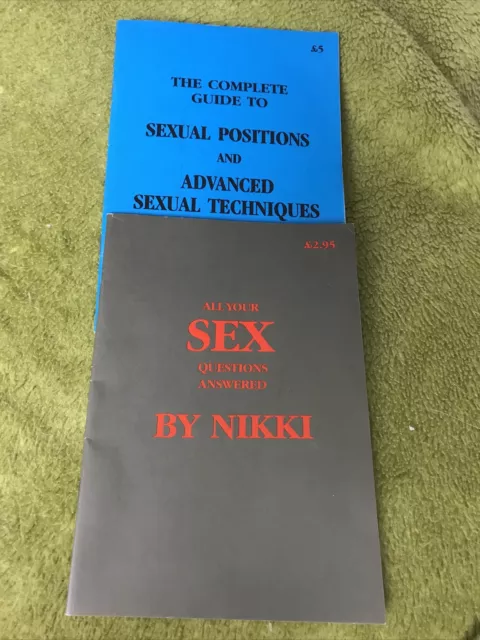 £5
THE COMPLETE
GUIDE TO
SEXUAL POSITIONS
AND
ADVANCED
SEXUAL TECHNIQUES
£2.95
ALL YOUR
SEX
QUESTIONS
ANSWERED
BY NIKKI